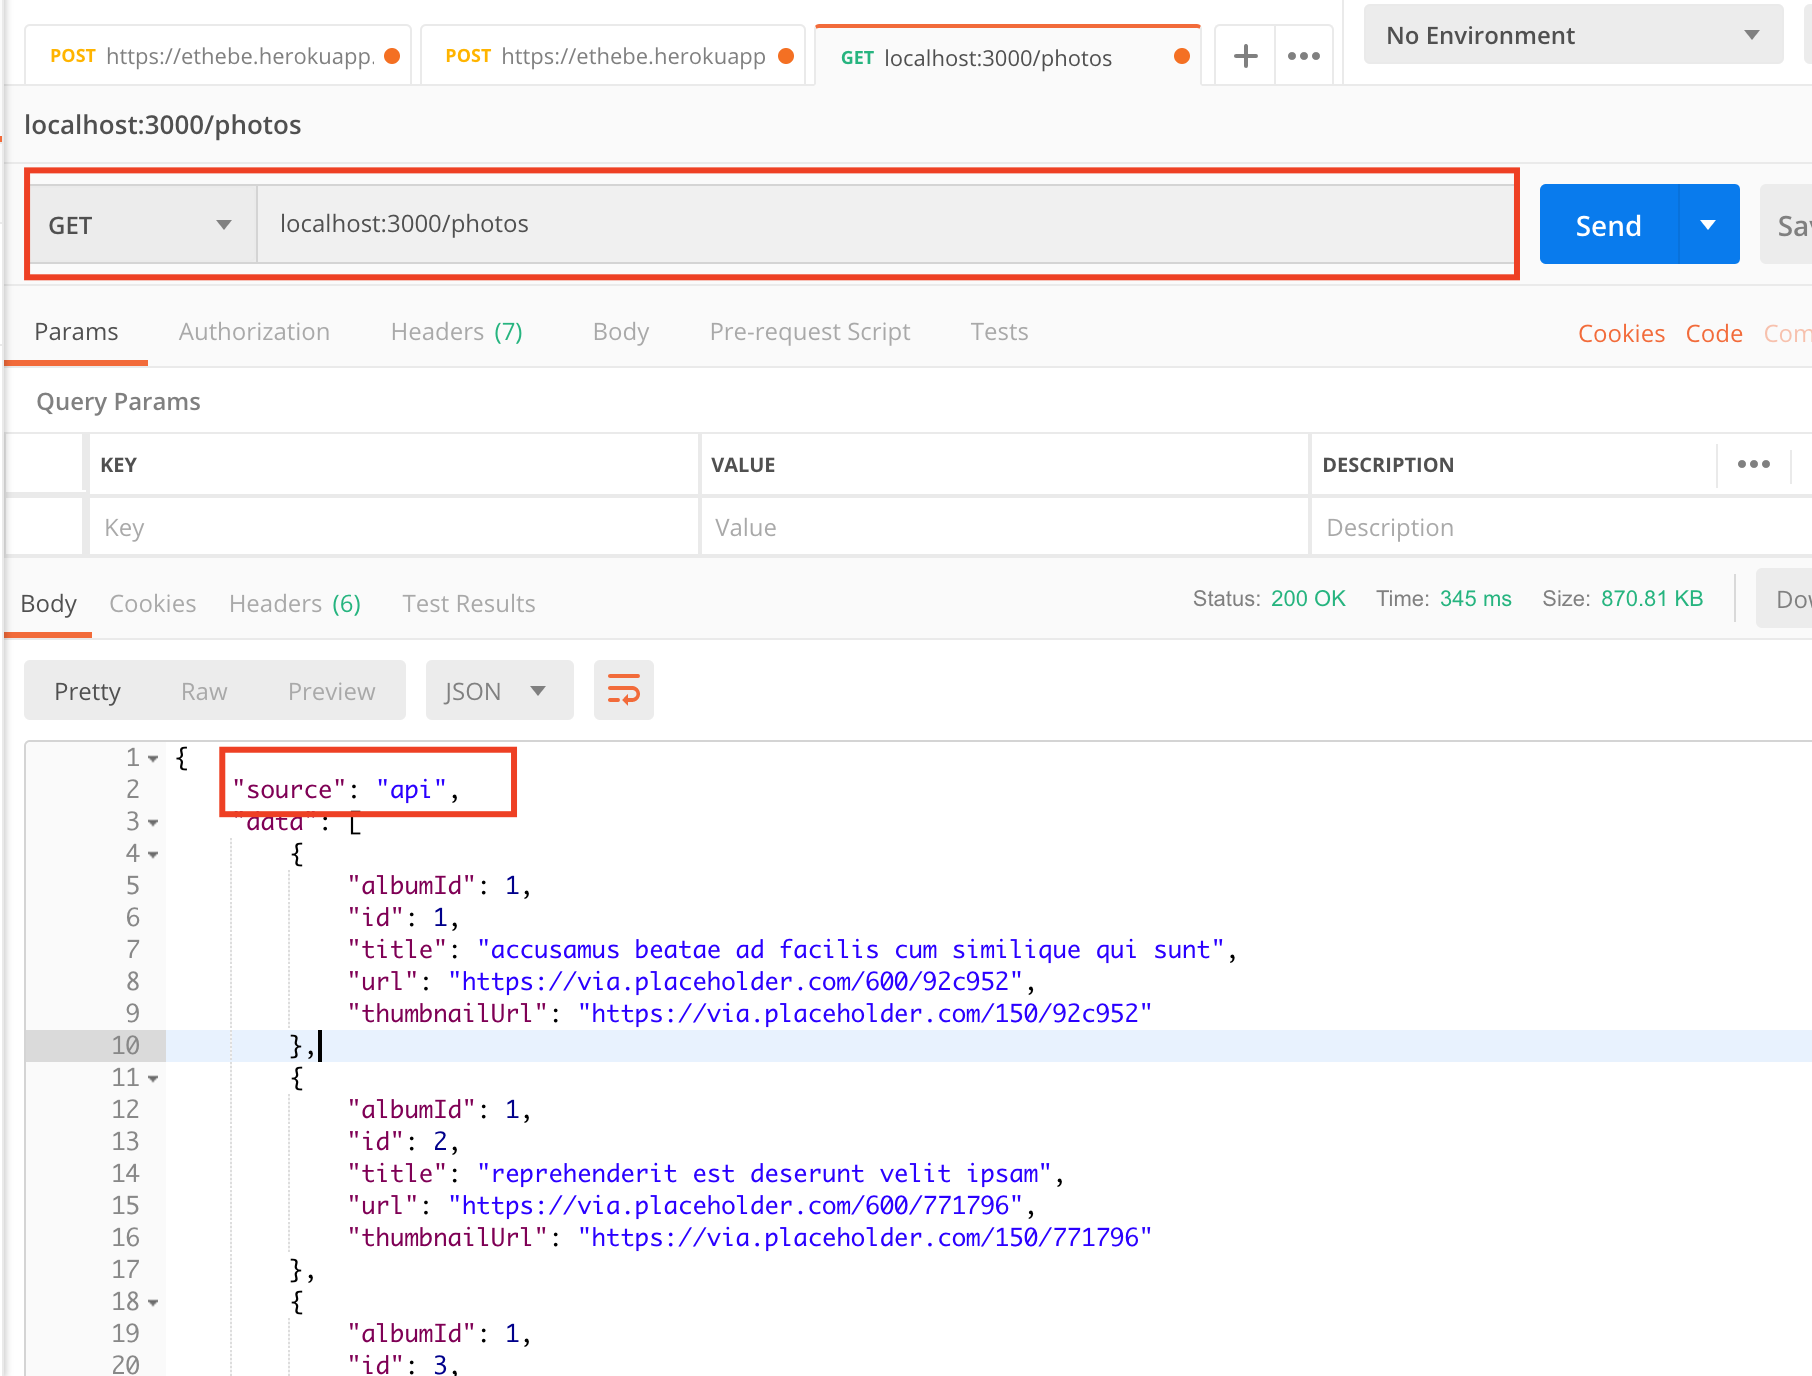 POST https://ethebe.herokuapp. POST https://ethebe.herokuapp GET localhost:3000/photos + ••• No Environment
localhost:3000/photos
GET localhost:3000/photos Send
Params Authorization Headers (7) Body Pre-request Script Tests Cookies Code
Query Params
KEY VALUE DESCRIPTION •••
Key Value Description
Body Cookies Headers (6) Test Results Status: 200 OK Time: 345 ms Size: 870.81 KB
Pretty Raw Preview JSON
1 {
2 "source": "api",
3 "data": [
4 {
5 "albumId": 1,
6 "id": 1,
7 "title": "accusamus beatae ad facilis cum similique qui sunt",
8 "url": "https://via.placeholder.com/600/92c952",
9 "thumbnailUrl": "https://via.placeholder.com/150/92c952"
10 },
11 {
12 "albumId": 1,
13 "id": 2,
14 "title": "reprehenderit est deserunt velit ipsam",
15 "url": "https://via.placeholder.com/600/771796",
16 "thumbnailUrl": "https://via.placeholder.com/150/771796"
17 },
18 {
19 "albumId": 1,
20 "id": 3,